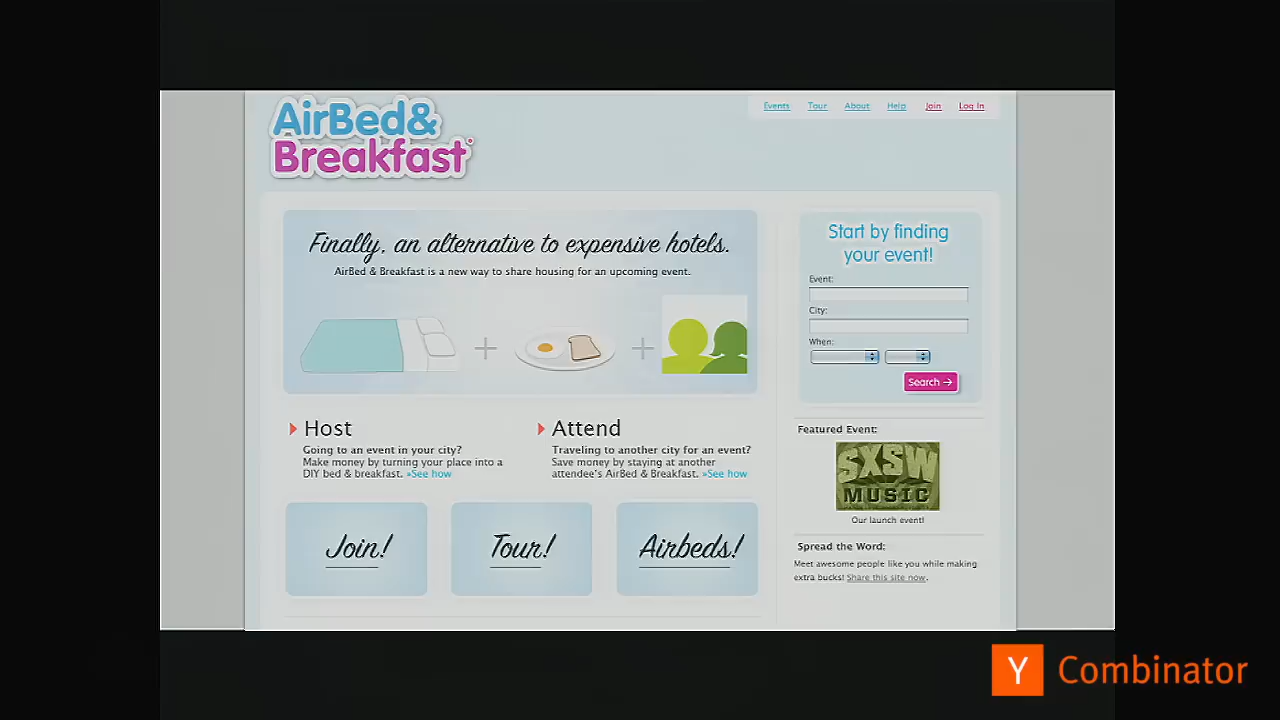 AirBed&
Breakfast
Events Tour About Help Join Log In
Finally, an alternative to expensive hotels.
AirBed & Breakfast is a new way to share housing for an upcoming event.
Start by finding
your event!
Event:
City:
When:
Search →
Host
Going to an event in your city?
Make money by turning your place into a
DIY bed & breakfast. »See how
Attend
Traveling to another city for an event?
Save money by staying at another
attendee's AirBed & Breakfast. »See how
Featured Event:
SXSW
MUSIC
Our launch event!
Join!
Tour!
Airbeds!
Spread the Word:
Meet awesome people like you while making
extra bucks! Share this site now.
Y Combinator